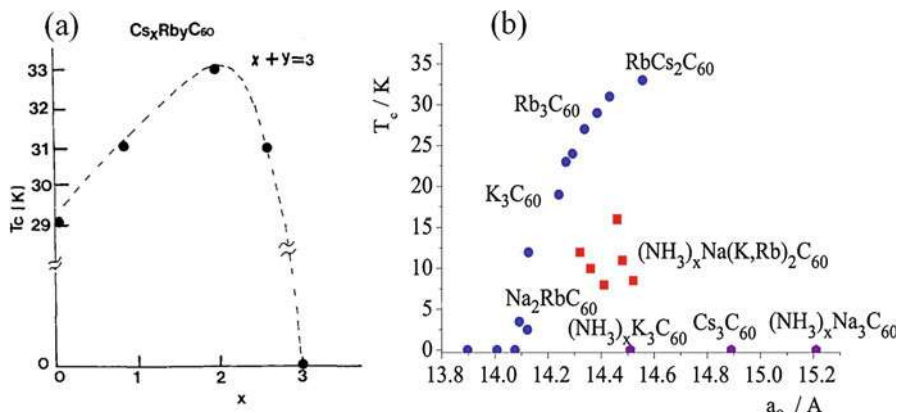 (a)
CsxRbyC60
x + y = 3
33
32
31
30
29
0
Tc [K]
0
1
2
3
x
(b)
T_c / K
35
30
25
20
15
10
5
0
RbCs₂C₆₀
Rb₃C₆₀
K₃C₆₀
(NH₃)ₓNa(K,Rb)₂C₆₀
Na₂RbC₆₀
(NH₃)ₓK₃C₆₀ Cs₃C₆₀ (NH₃)ₓNa₃C₆₀
13.8 14.0 14.2 14.4 14.6 14.8 15.0 15.2
a₀ / A